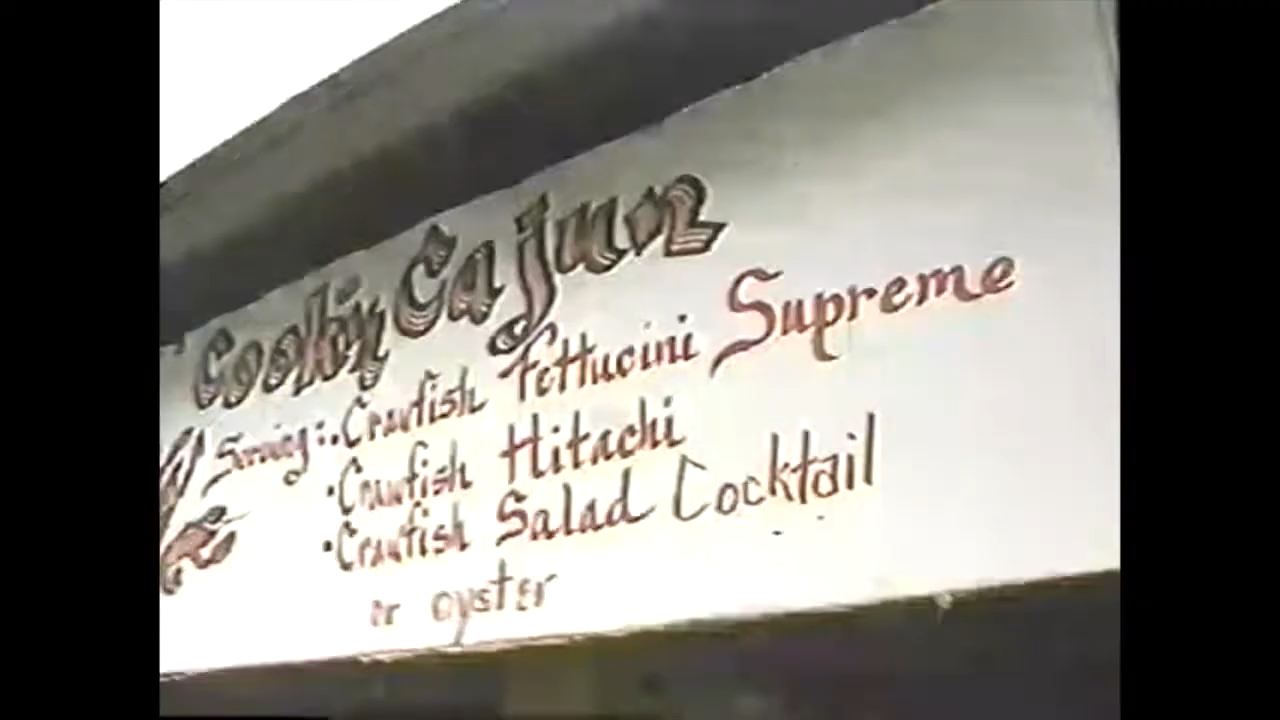 Cookin Cajun
Serving: • Crawfish Fettucini Supreme
• Crawfish Hitachi
• Crawfish Salad Cocktail
or oyster